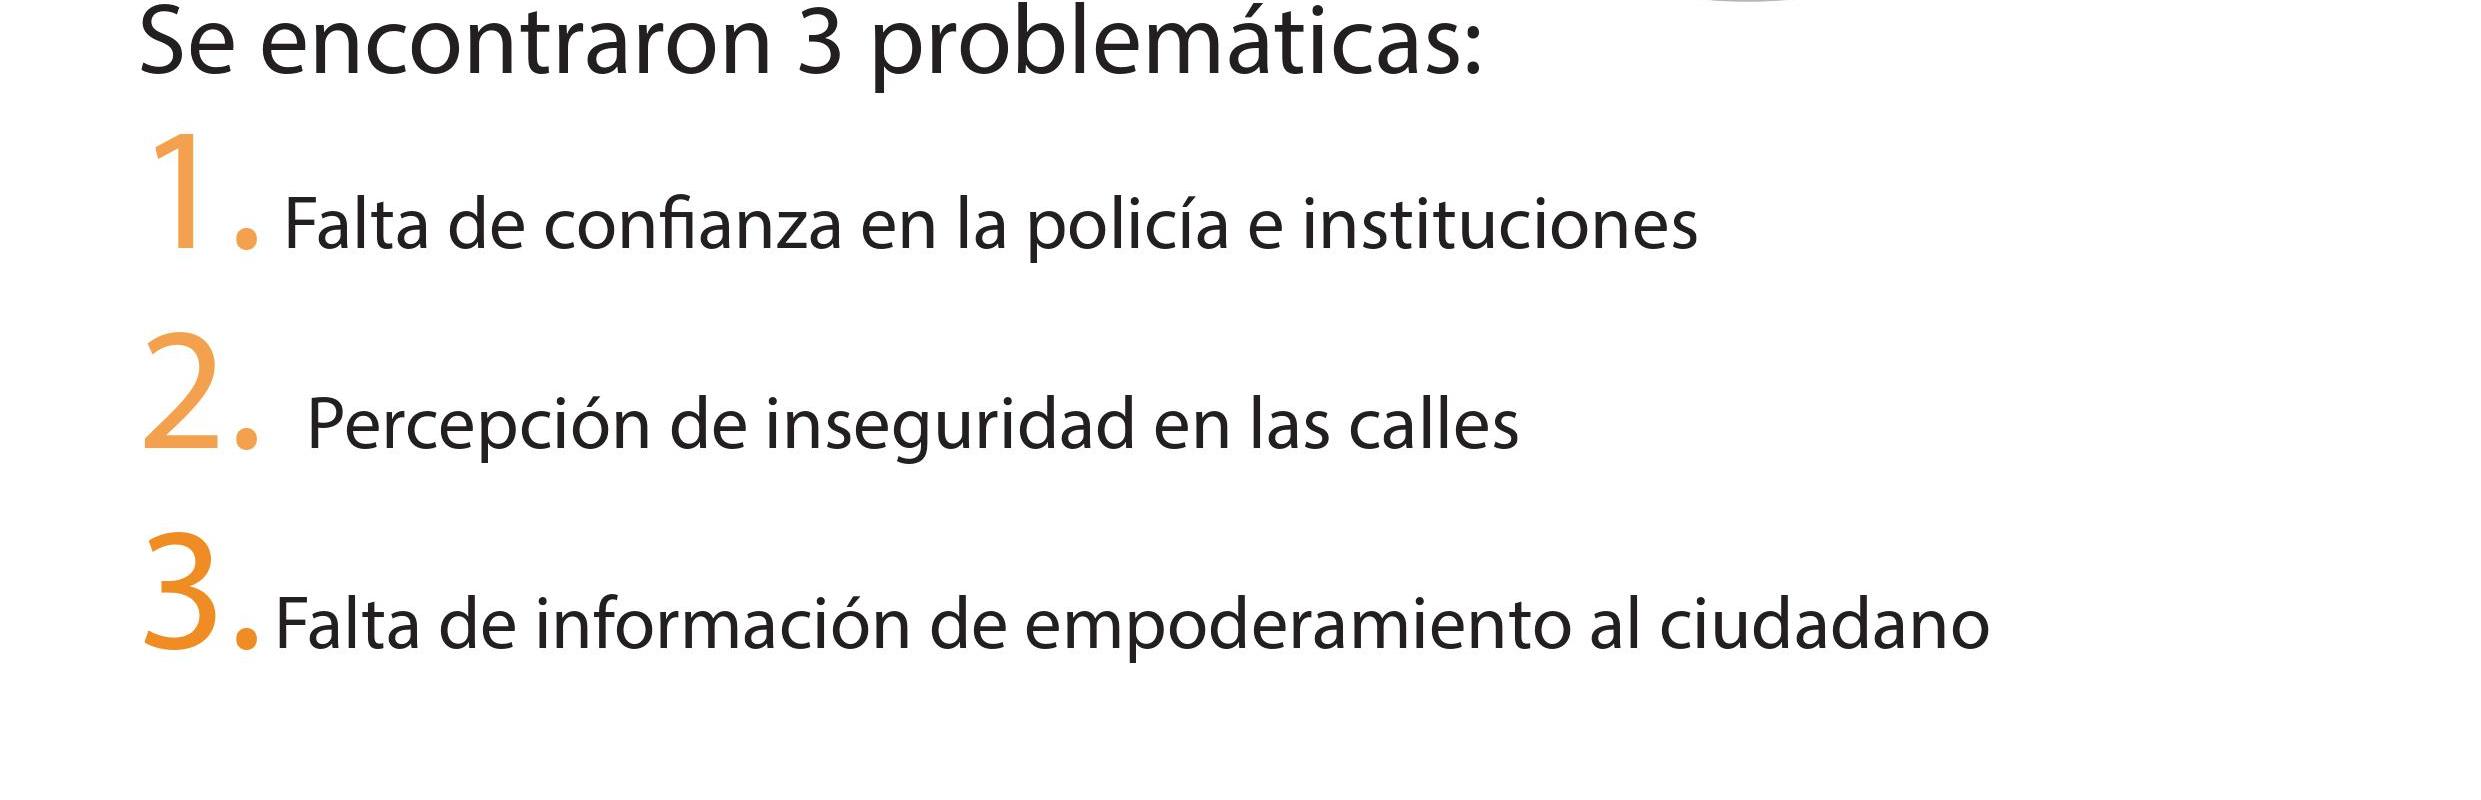 Se encontraron 3 problemáticas:
1. Falta de confianza en la policía e instituciones
2. Percepción de inseguridad en las calles
3. Falta de información de empoderamiento al ciudadano